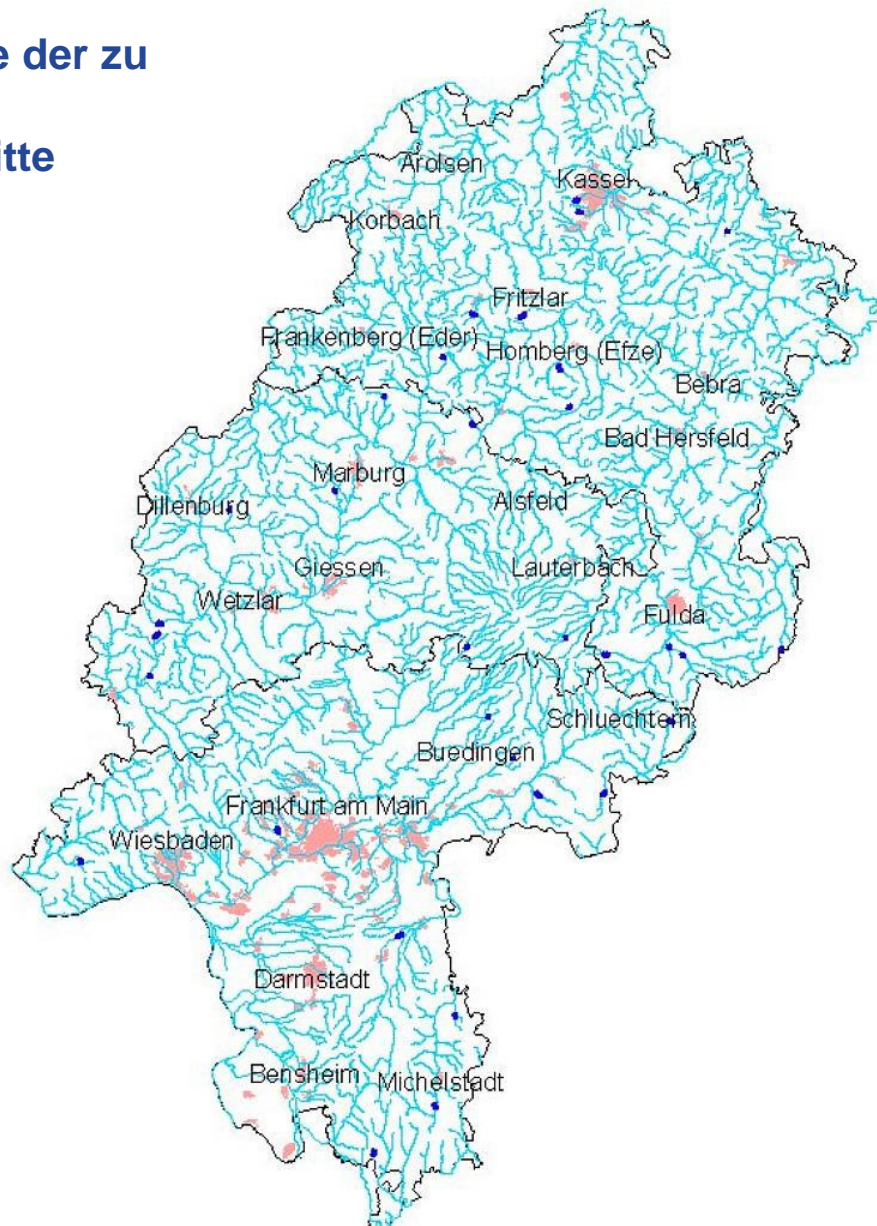 e der zu
itte
Arolsen
Kassel
Korbach
Fritzlar
Frankenberg (Eder)
Homberg (Efze)
Bebra
Bad Hersfeld
Marburg
Dillenburg
Alsfeld
Giessen
Lauterbach
Wetzlar
Fulda
Schluechtern
Buedingen
Frankfurt am Main
Wiesbaden
Darmstadt
Bensheim
Michelstadt